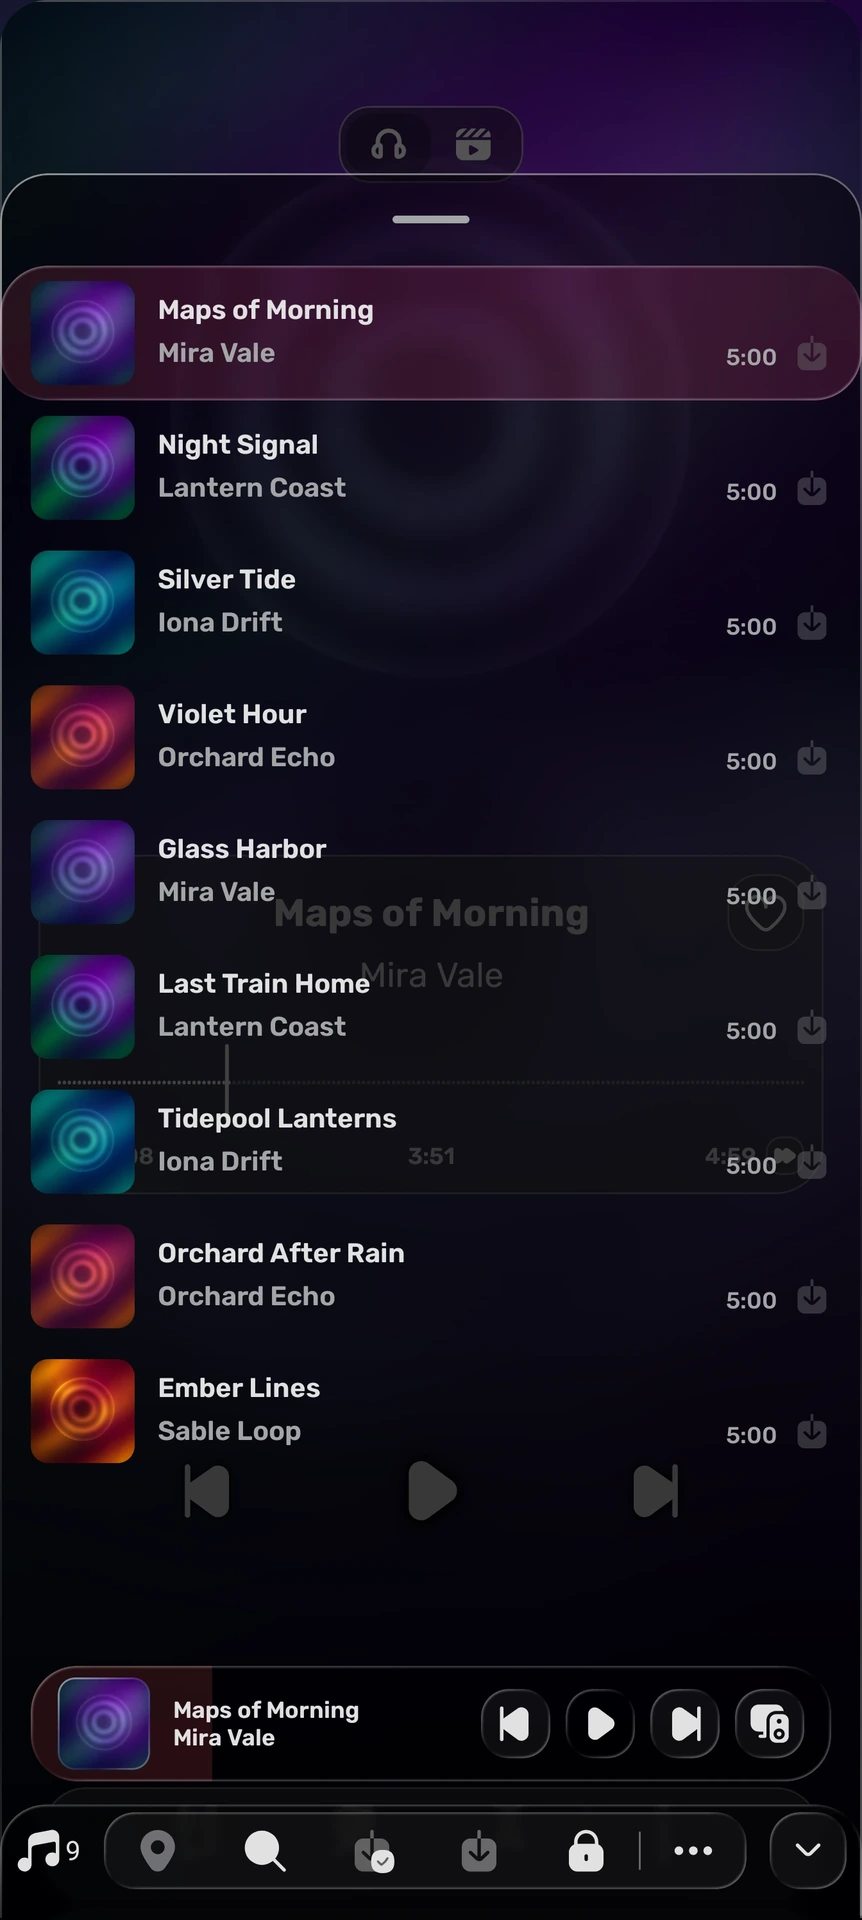 Maps of Morning
Mira Vale
5:00
Night Signal
Lantern Coast
5:00
Silver Tide
Iona Drift
5:00
Violet Hour
Orchard Echo
5:00
Glass Harbor
Mira Vale
5:00
Maps of Morning
Mira Vale
Last Train Home
Lantern Coast
5:00
Tidepool Lanterns
Iona Drift
5:00
3:51
4:59
Orchard After Rain
Orchard Echo
5:00
Ember Lines
Sable Loop
5:00
Maps of Morning
Mira Vale
9